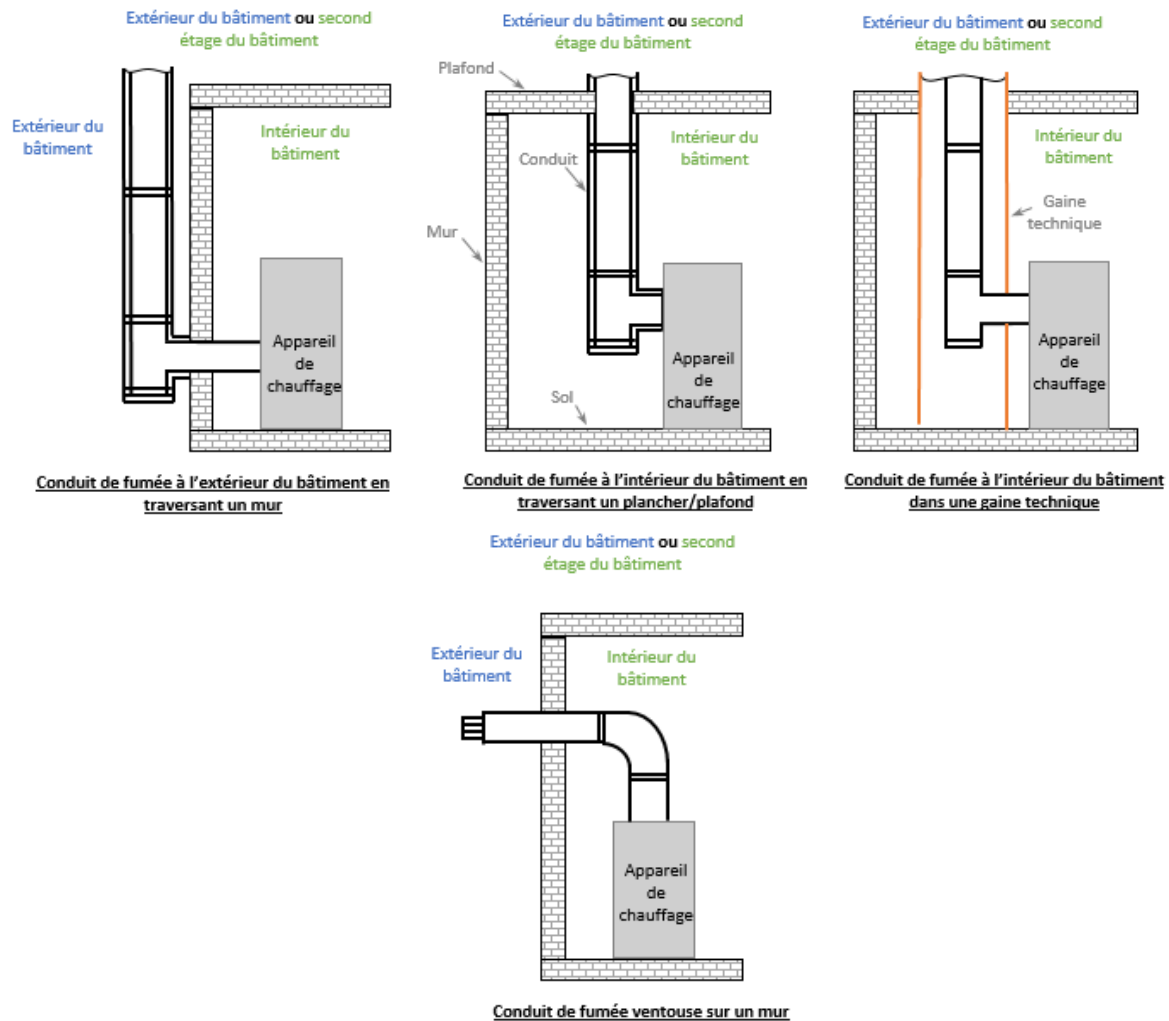 Extérieur du bâtiment ou second
étage du bâtiment
Extérieur du
bâtiment
Intérieur du
bâtiment
Appareil
de
chauffage
Conduit de fumée à l'extérieur du bâtiment en
traversant un mur
Extérieur du bâtiment ou second
étage du bâtiment
Plafond
Intérieur du
bâtiment
Conduit
Mur
Appareil
de
chauffage
Sol
Conduit de fumée à l'intérieur du bâtiment en
traversant un plancher/plafond
Extérieur du bâtiment ou second
étage du bâtiment
Intérieur du
bâtiment
Gaine
technique
Appareil
de
chauffage
Conduit de fumée à l'intérieur du bâtiment
dans une gaine technique
Extérieur du bâtiment ou second
étage du bâtiment
Extérieur du
bâtiment
Intérieur du
bâtiment
Appareil
de
chauffage
Conduit de fumée ventouse sur un mur